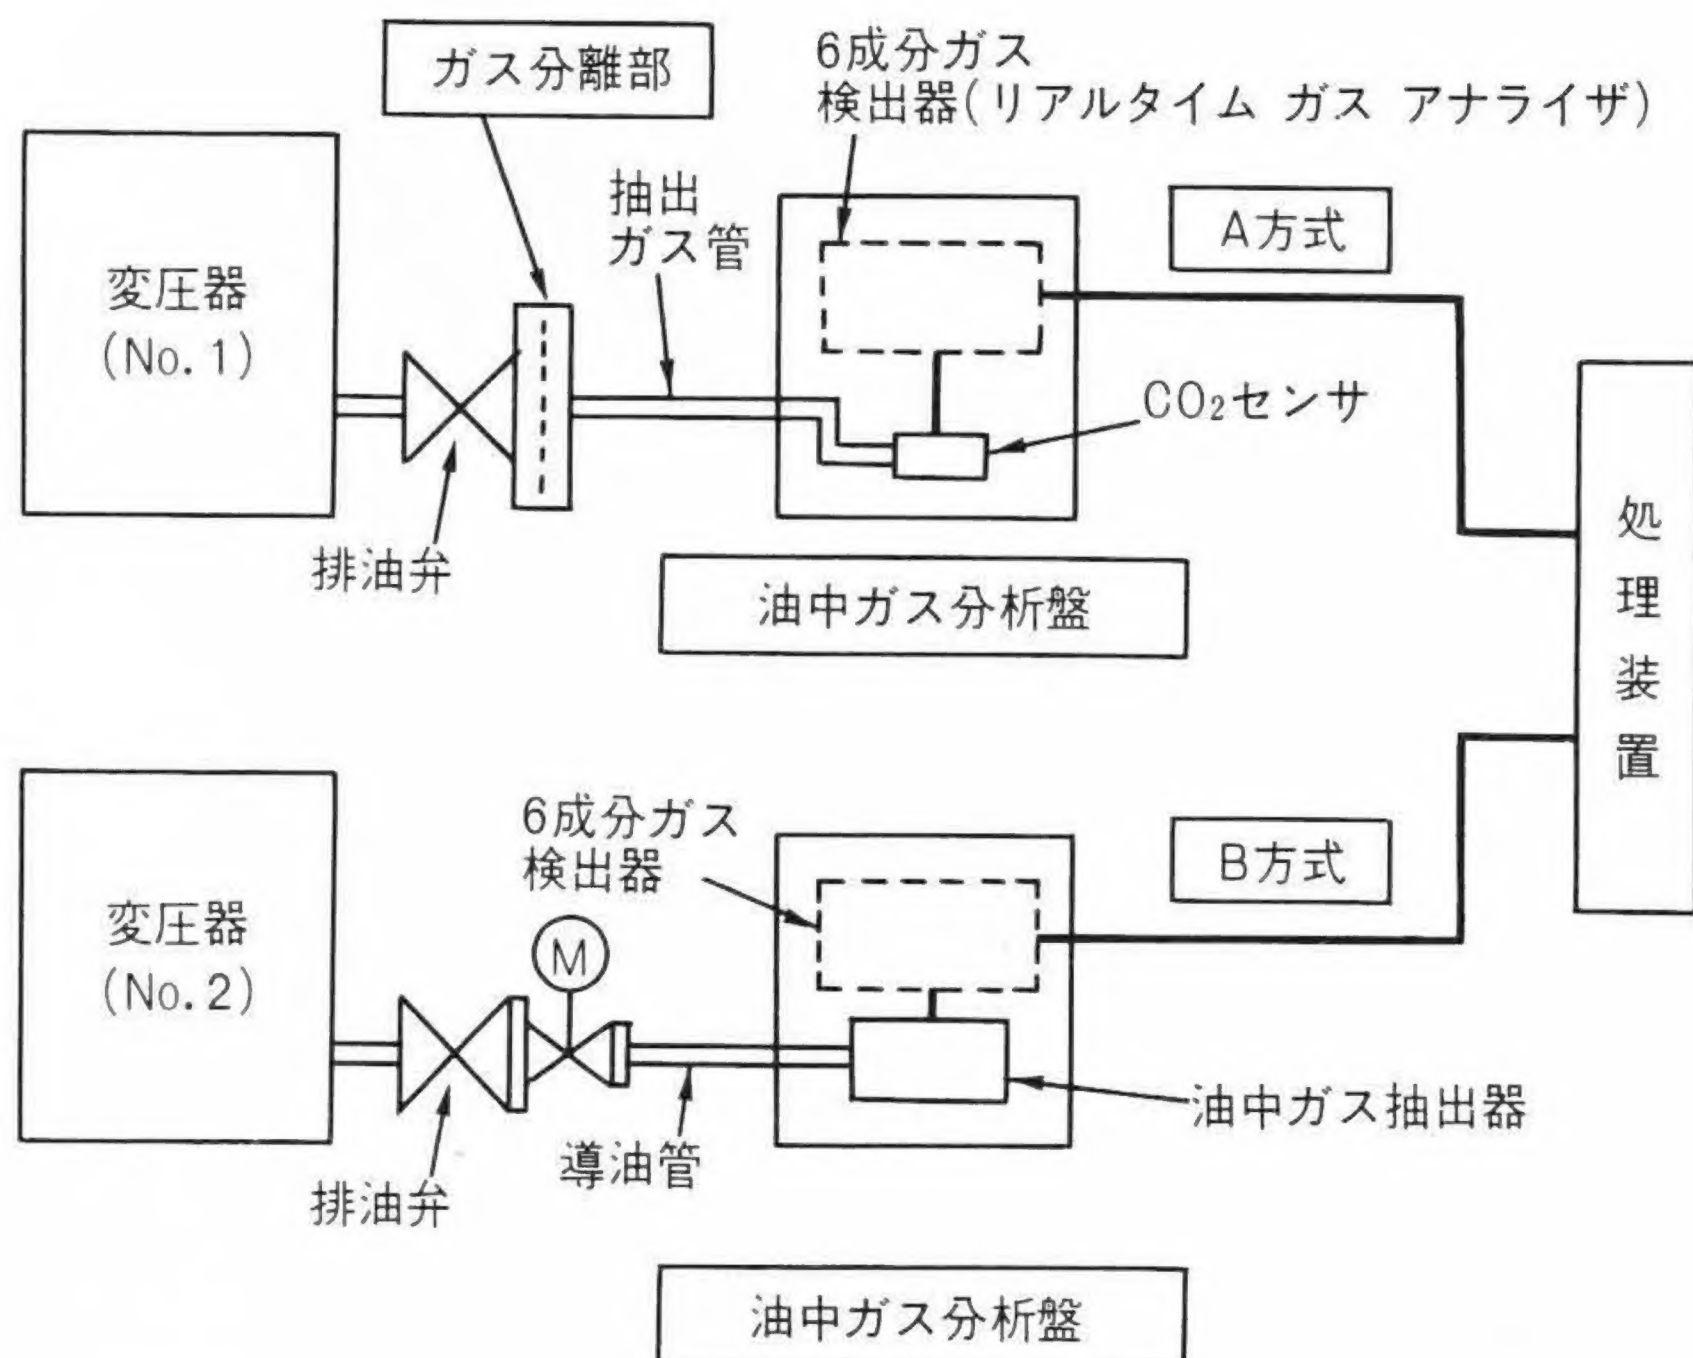 ガス分離部
6成分ガス
検出器(リアルタイム ガス アナライザ)
変圧器
(No.1)
抽出
ガス管
A方式
CO₂センサ
排油弁
油中ガス分析盤
処理装置
6成分ガス
検出器
B方式
変圧器
(No.2)
M
油中ガス抽出器
導油管
排油弁
油中ガス分析盤